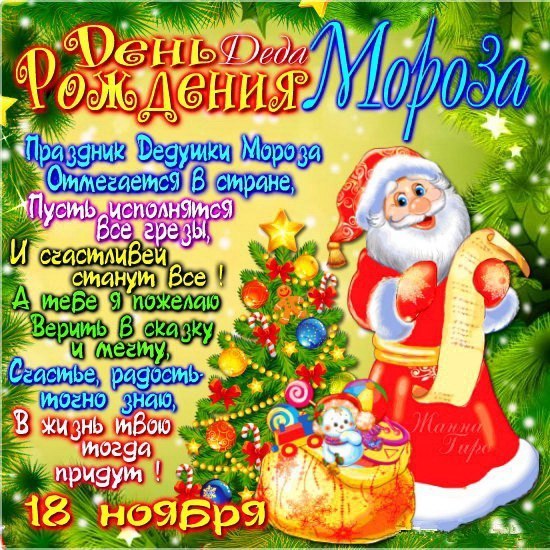 День Деда
Рождения Мороза
Праздник Дедушки Мороза
Отмечается в стране,
Пусть исполнятся
все грезы,
И счастливей
станут все !
А тебе я пожелаю
Верить в сказку
и мечту,
Счастье, радость-
точно знаю,
В жизнь твою
тогда
придут !
18 ноября
Жанна
Гиро